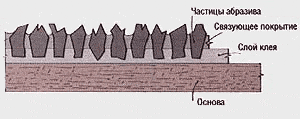 Частицы абразива
Связующее покрытие
Слой клея
Основа